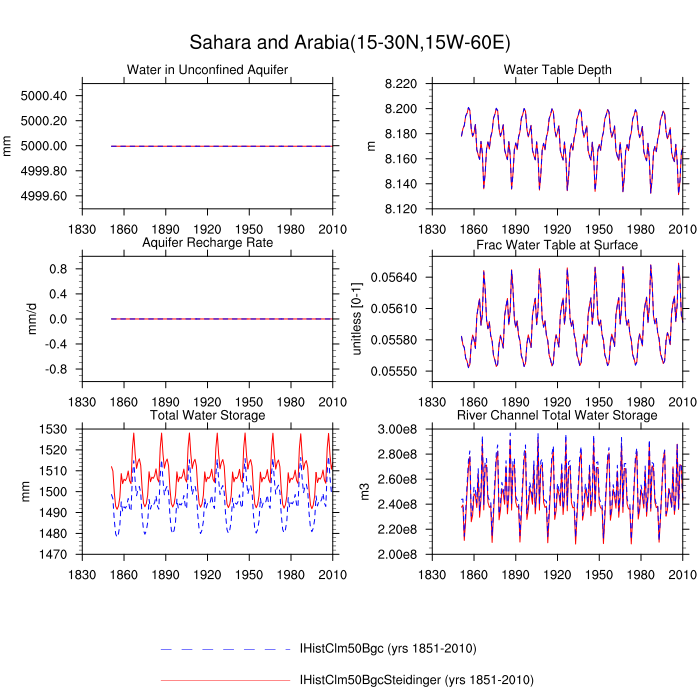 Sahara and Arabia(15-30N,15W-60E)
Water in Unconfined Aquifer
Water Table Depth
5000.40
5000.20
5000.00
4999.80
4999.60
mm
1830 1860 1890 1920 1950 1980 2010
8.220
8.200
8.180
8.160
8.140
8.120
m
1830 1860 1890 1920 1950 1980 2010
Aquifer Recharge Rate
Frac Water Table at Surface
0.8
0.4
0.0
-0.4
-0.8
mm/d
1830 1860 1890 1920 1950 1980 2010
0.05640
0.05610
0.05580
0.05550
unitless [0-1]
1830 1860 1890 1920 1950 1980 2010
Total Water Storage
River Channel Total Water Storage
1530
1520
1510
1500
1490
1480
1470
mm
1830 1860 1890 1920 1950 1980 2010
3.00e8
2.80e8
2.60e8
2.40e8
2.20e8
2.00e8
m3
1830 1860 1890 1920 1950 1980 2010
IHistClm50Bgc (yrs 1851-2010)
IHistClm50BgcSteidinger (yrs 1851-2010)